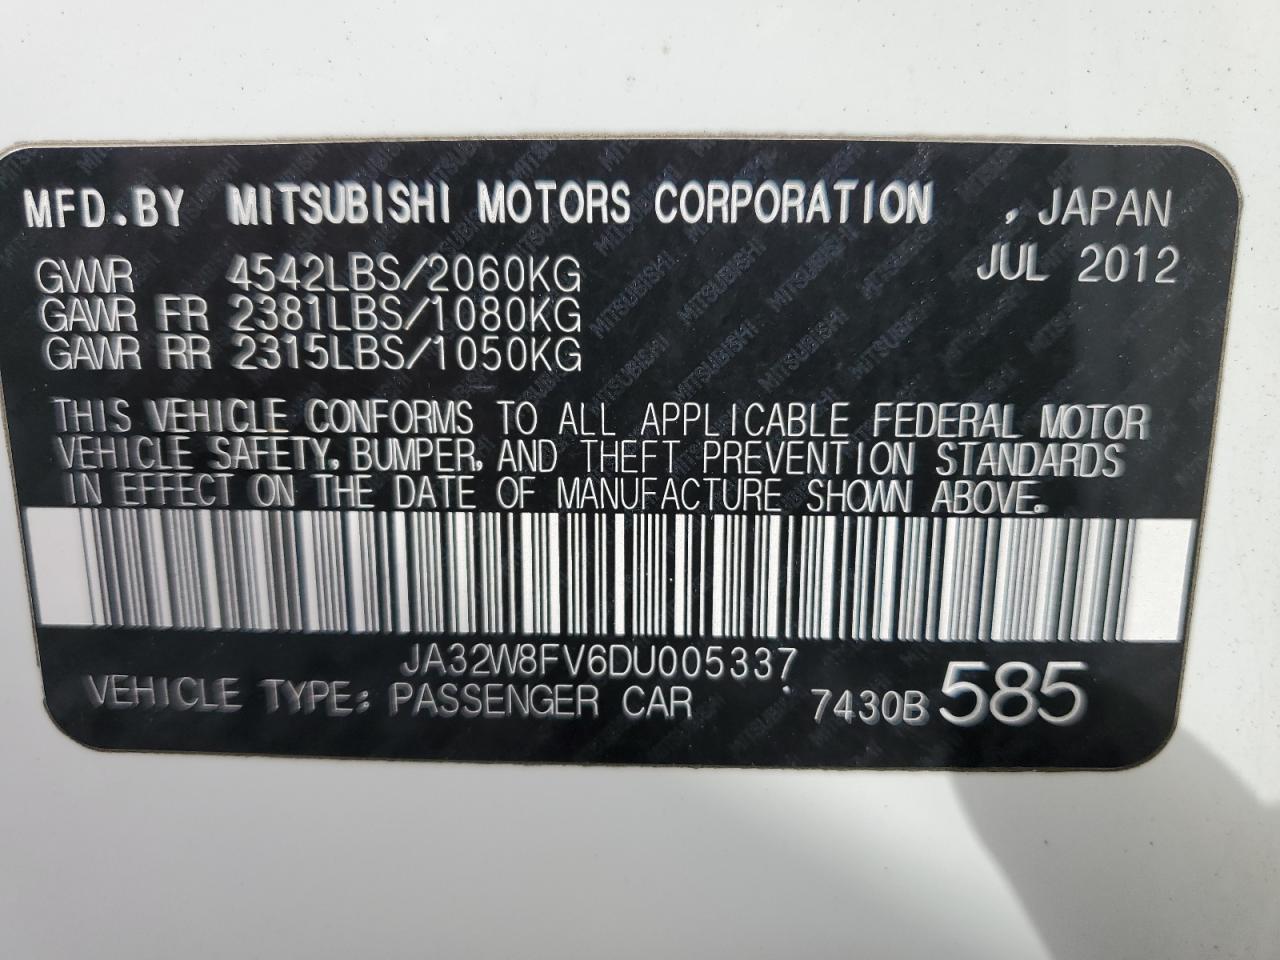 MFD.BY MITSUBISHI MOTORS CORPORATION , JAPAN
JUL 2012
GVWR 4542LBS/2060KG
GAWR FR 2381LBS/1080KG
GAWR RR 2315LBS/1050KG
THIS VEHICLE CONFORMS TO ALL APPLICABLE FEDERAL MOTOR
VEHICLE SAFETY, BUMPER, AND THEFT PREVENTION STANDARDS
IN EFFECT ON THE DATE OF MANUFACTURE SHOWN ABOVE.
JA32W8FV6DU005337
VEHICLE TYPE: PASSENGER CAR 7430B585